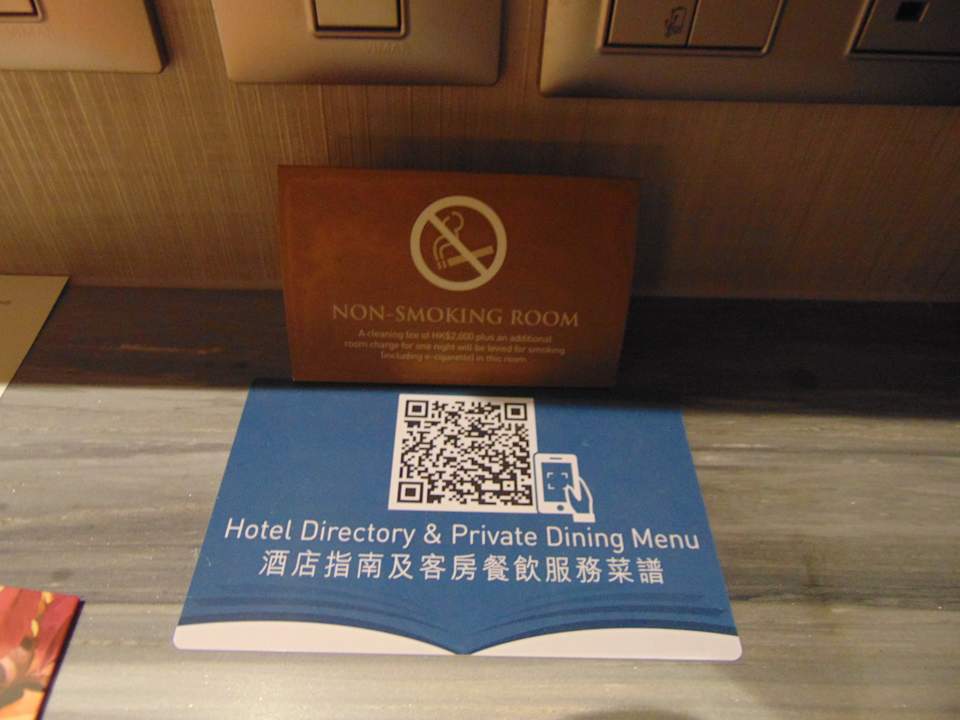 NON-SMOKING ROOM
A cleaning fee of HK$2,000 plus an additional
room charge for one night will be levied for smoking
(including e-cigarette) in this room.
Hotel Directory & Private Dining Menu
酒店指南及客房餐飲服務菜譜